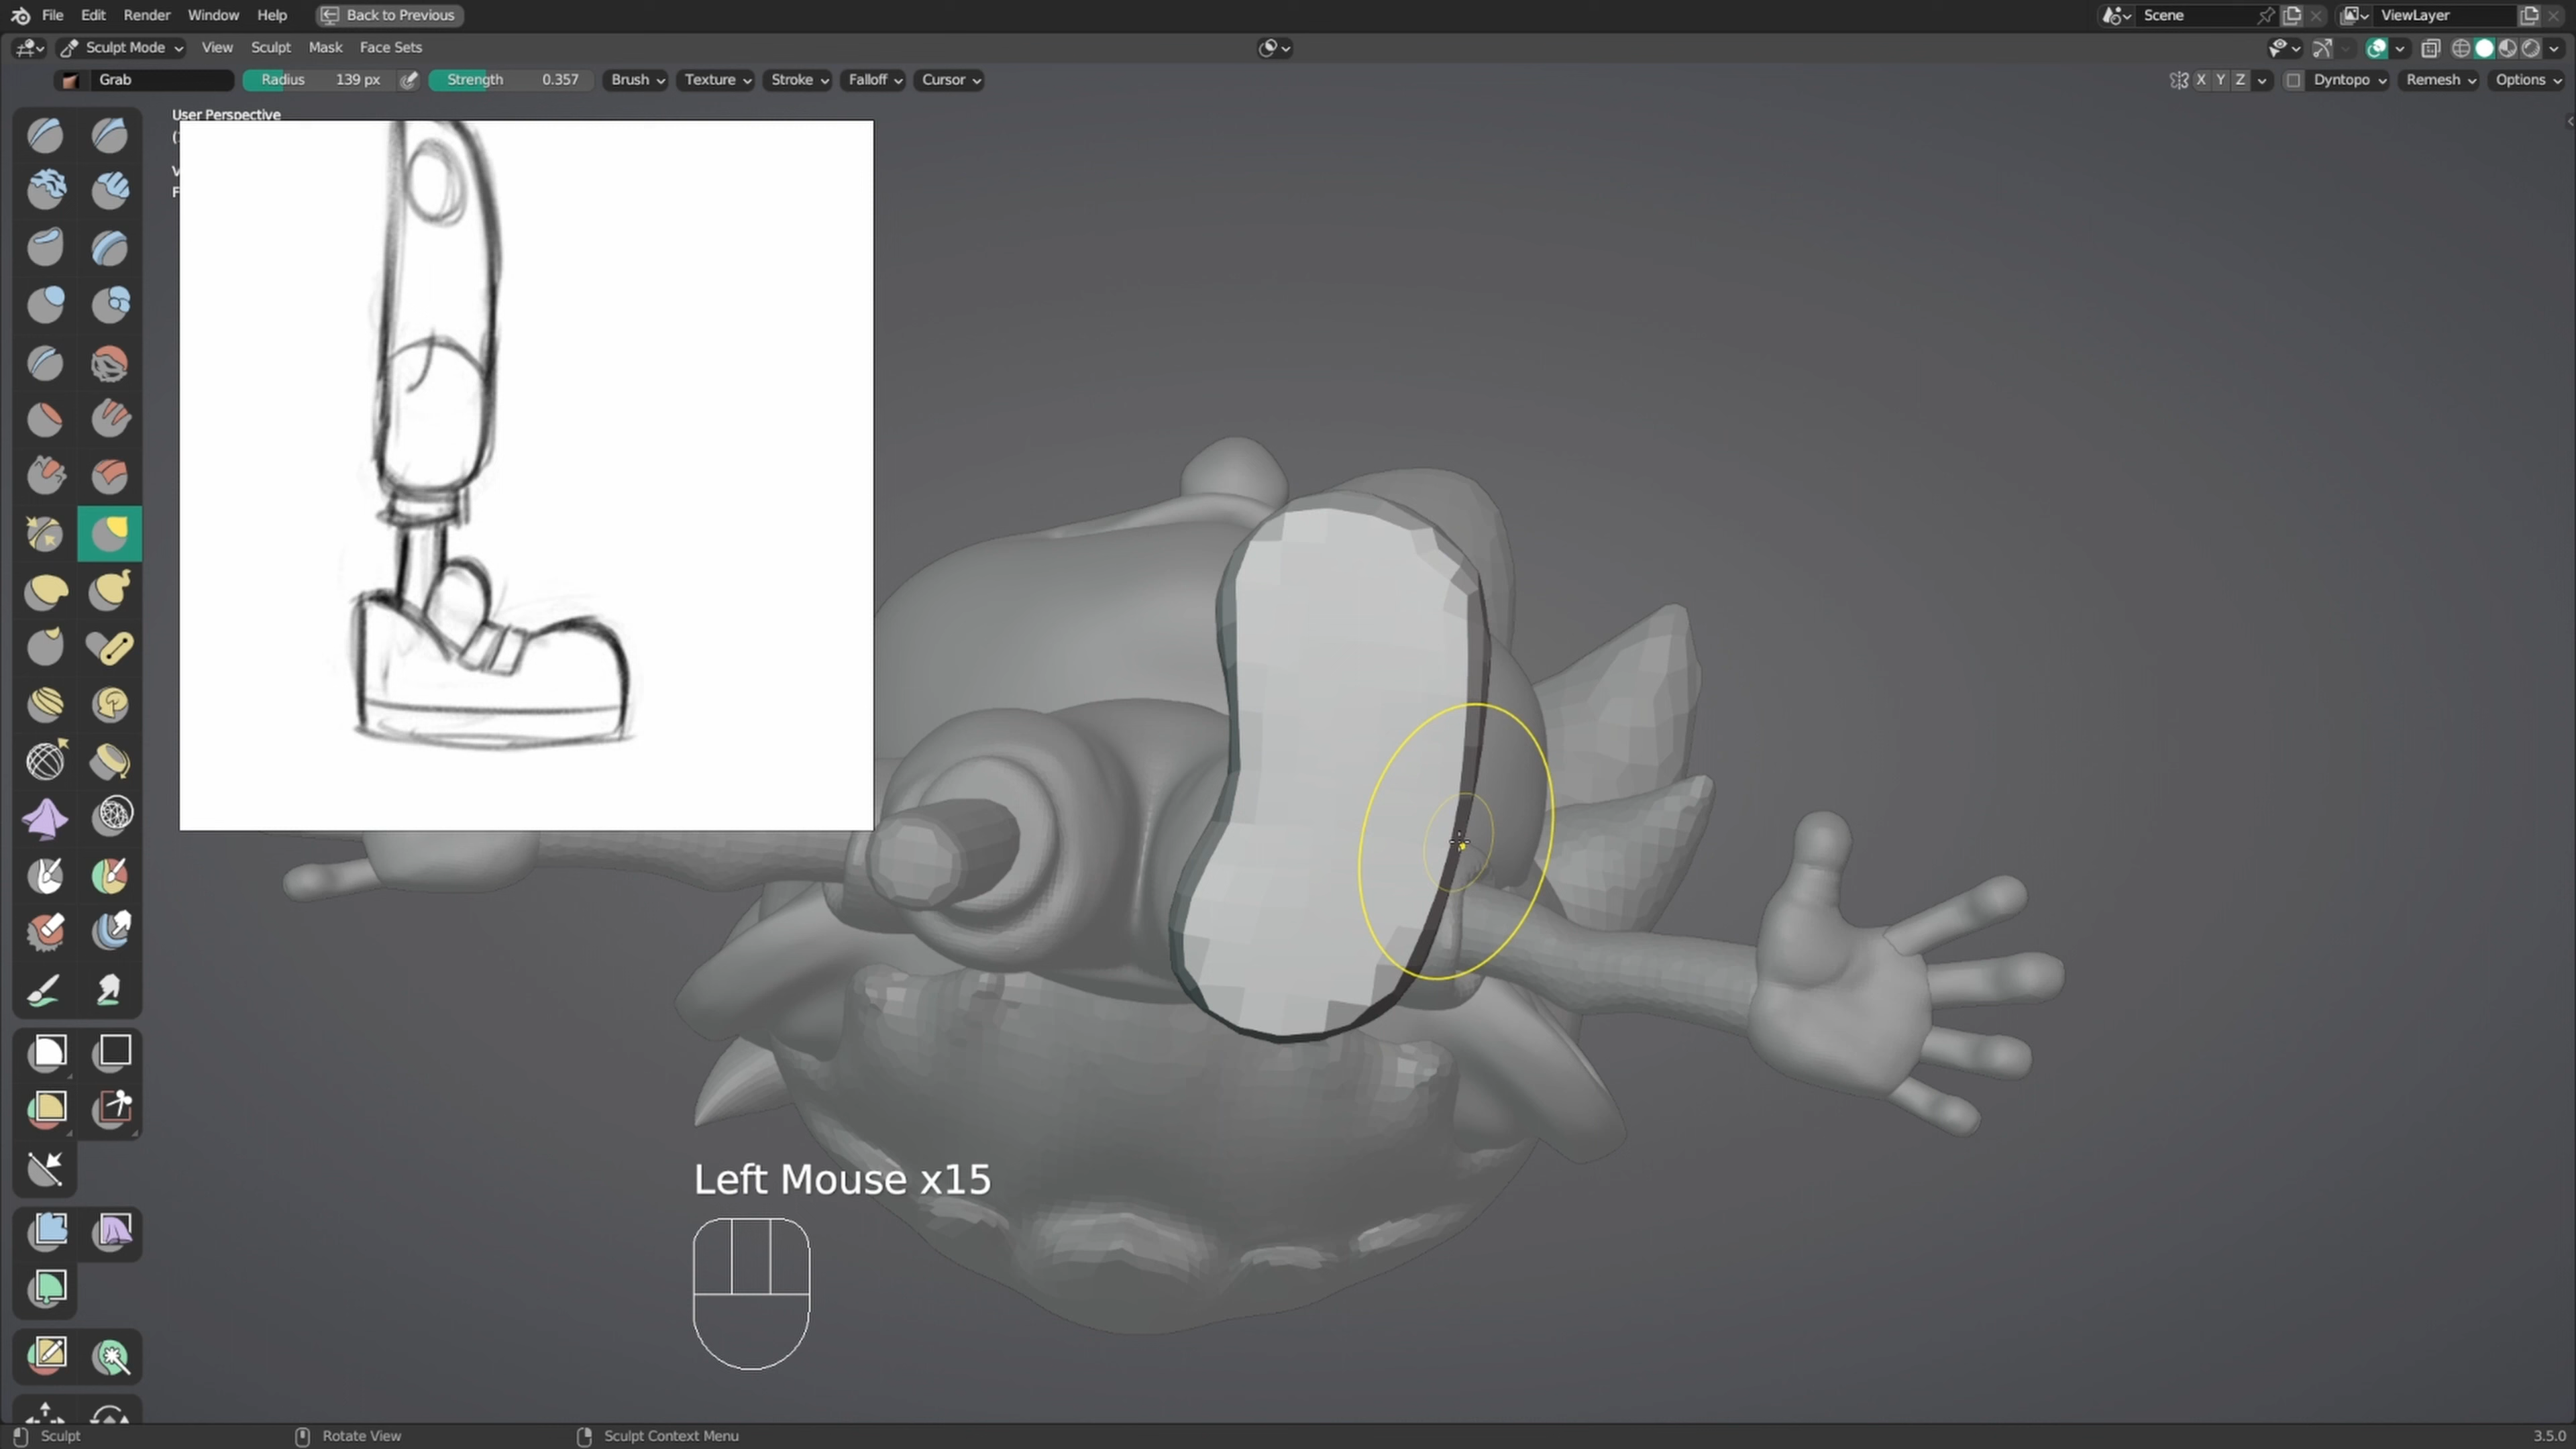 File Edit Render Window Help Back to Previous Scene ViewLayer
Sculpt Mode View Sculpt Mask Face Sets
Grab Radius 139 px Strength 0.357 Brush Texture Stroke Falloff Cursor X Y Z Dyntopo Remesh Options
User Perspective
(
V
F
Left Mouse x15
Sculpt Rotate View Sculpt Context Menu 3.5.0